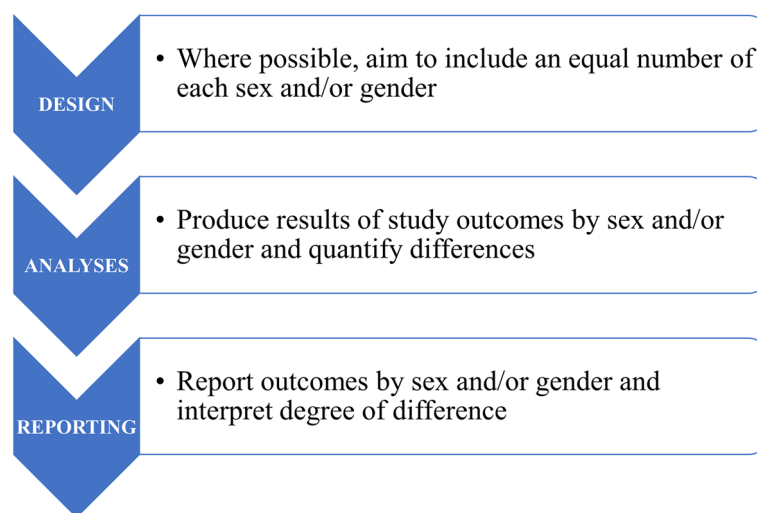 DESIGN
• Where possible, aim to include an equal number of
each sex and/or gender
ANALYSES
• Produce results of study outcomes by sex and/or
gender and quantify differences
REPORTING
• Report outcomes by sex and/or gender and
interpret degree of difference